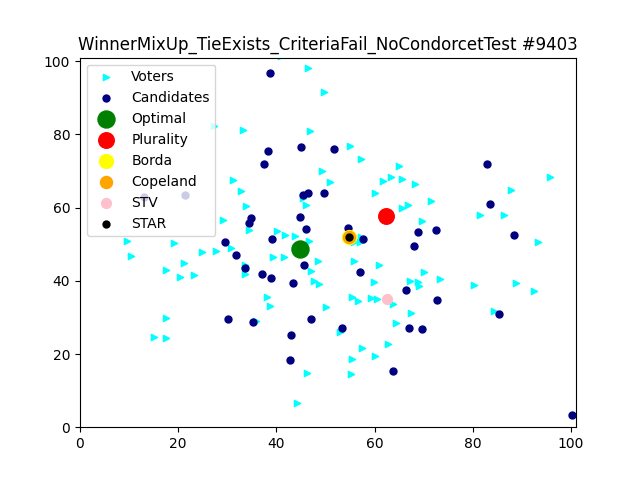 WinnerMixUp_TieExists_CriteriaFail_NoCondorcetTest #9403
100
80
60
40
20
0
Voters
Candidates
Optimal
Plurality
Borda
Copeland
STV
STAR
0 20 40 60 80 100